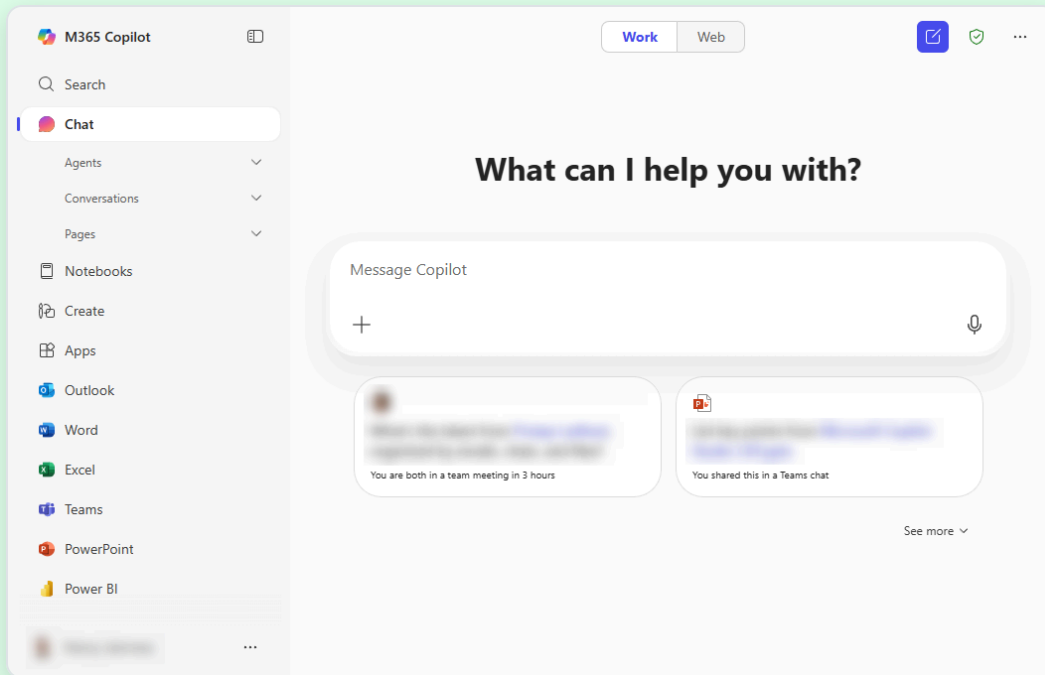 M365 Copilot
Search
Chat
Agents
Conversations
Pages
Notebooks
Create
Apps
Outlook
Word
Excel
Teams
PowerPoint
Power BI
Work
Web
What can I help you with?
Message Copilot
You are both in a team meeting in 3 hours
You shared this in a Teams chat
See more